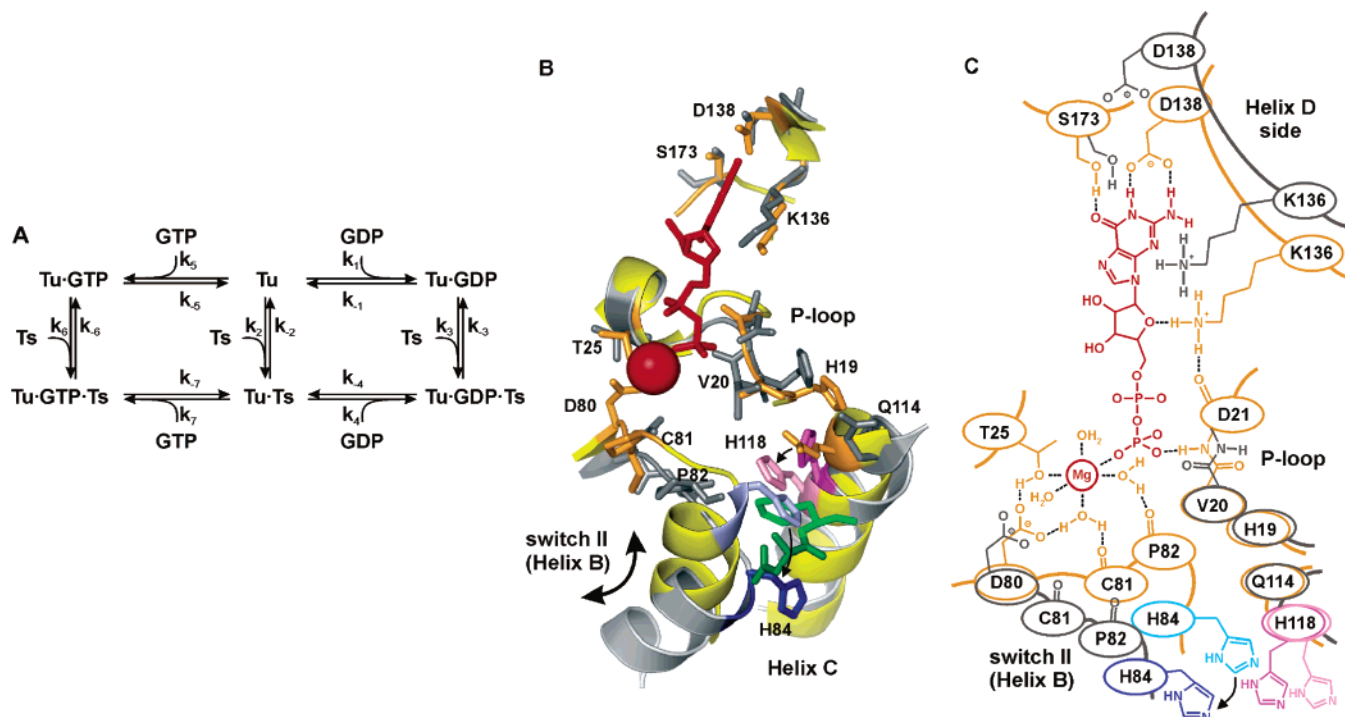 A
GTP
GDP
k5
k1
Tu·GTP
Tu
Tu·GDP
k-5
k-1
Ts
k6
k-6
Ts
k2
k-2
Ts
k3
k-3
k-7
k-4
Tu·GTP·Ts
Tu·Ts
Tu·GDP·Ts
k7
k4
GTP
GDP
B
D138
S173
K136
P-loop
T25
V20
H19
D80
Q114
C81
H118
P82
switch II
(Helix B)
H84
Helix C
C
D138
D138
Helix D
side
S173
K136
K136
D21
T25
P-loop
Mg
V20
H19
P82
D80
C81
Q114
C81
P82
H84
H118
switch II
(Helix B)
H84
O
O
O
O
O
O
H
H
H
H
O
N
N
H
H
N
N
N
N
H
H
N
+
H
HO
HO
O
O
H
N
+
H
H
O
O
P
O
O
O
P
O
O
OH2
H2O
H
N
N
H
O
O
HN
N
HN
N
HN
N
HN
N